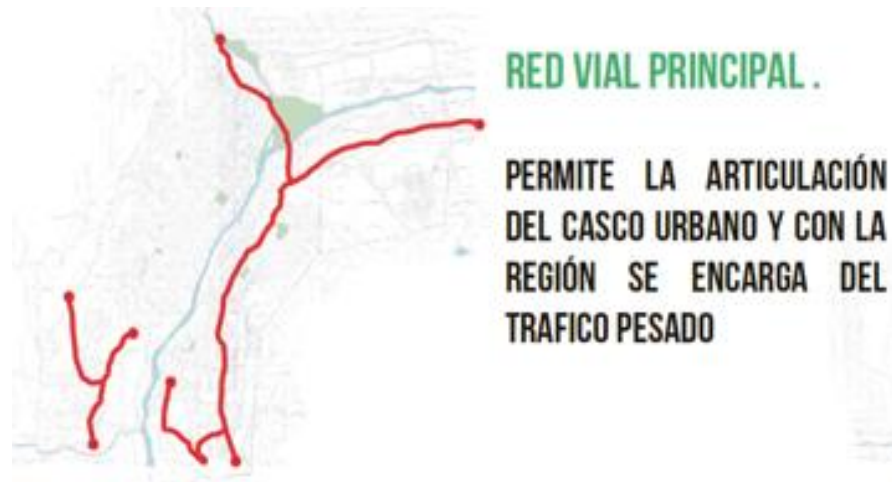 RED VIAL PRINCIPAL .
PERMITE LA ARTICULACIÓN
DEL CASCO URBANO Y CON LA
REGIÓN SE ENCARGA DEL
TRAFICO PESADO